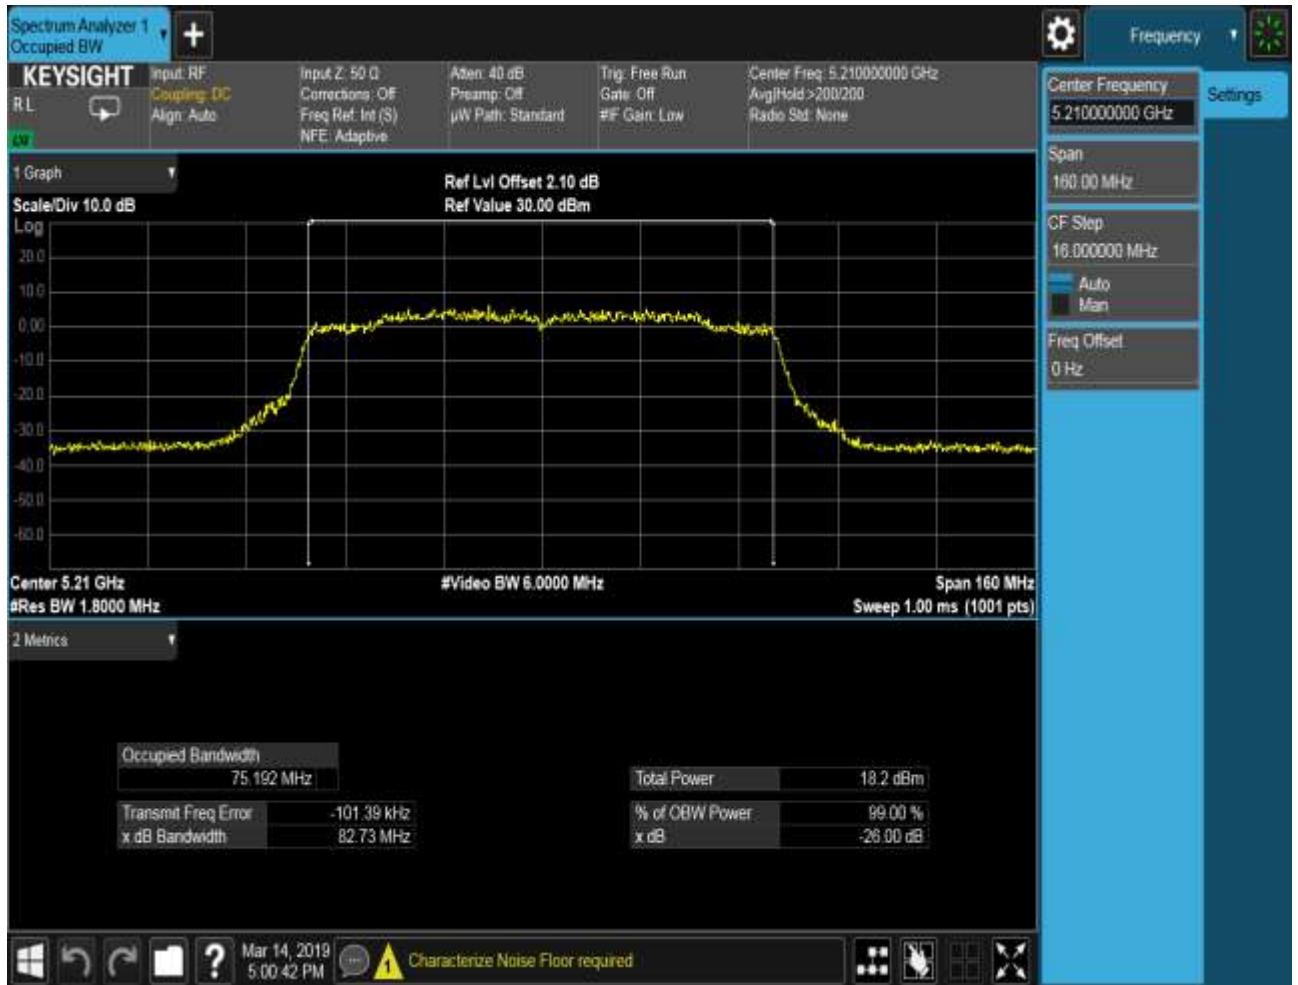 Spectrum Analyzer 1
Occupied BW
Frequency
KEYSIGHT
R L
Input: RF
Coupling: DC
Align: Auto
Input Z: 50 Ω
Corrections: Off
Freq Ref: Int (S)
NFE: Adaptive
Atten: 40 dB
Preamp: Off
µW Path: Standard
Trig: Free Run
Gate: Off
#IF Gain: Low
Center Freq: 5.210000000 GHz
Avg|Hold:>200/200
Radio Std: None
Center Frequency
5.210000000 GHz
Settings
Span
160.00 MHz
CF Step
16.000000 MHz
Auto
Man
Freq Offset
0 Hz
1 Graph
Scale/Div 10.0 dB
Ref Lvl Offset 2.10 dB
Ref Value 30.00 dBm
Log
20.0
10.0
0.00
-10.0
-20.0
-30.0
-40.0
-50.0
-60.0
Center 5.21 GHz
#Video BW 6.0000 MHz
Span 160 MHz
#Res BW 1.8000 MHz
Sweep 1.00 ms (1001 pts)
2 Metrics
Occupied Bandwidth
75.192 MHz
Total Power 18.2 dBm
Transmit Freq Error -101.39 kHz
% of OBW Power 99.00 %
x dB Bandwidth 82.73 MHz
x dB -26.00 dB
Mar 14, 2019
5:00:42 PM
1
Characterize Noise Floor required